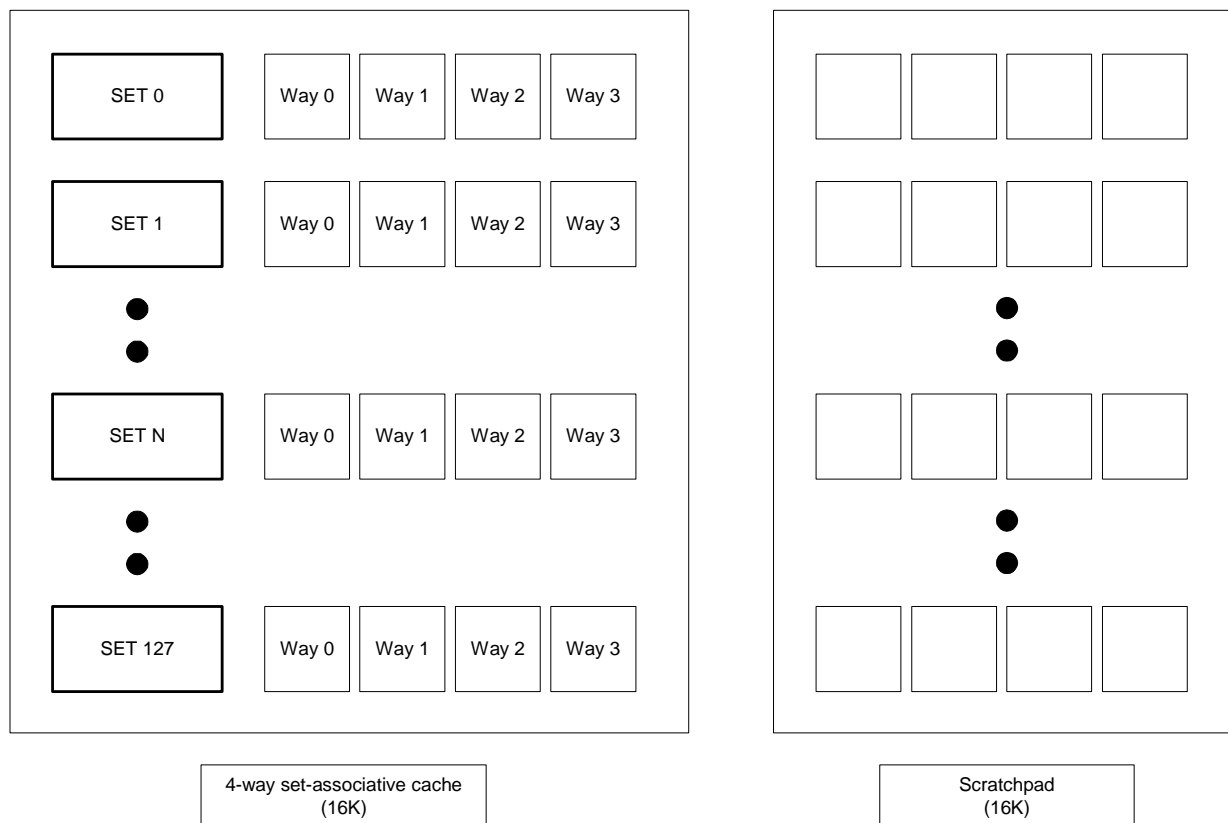 SET 0 Way 0 Way 1 Way 2 Way 3
SET 1 Way 0 Way 1 Way 2 Way 3
SET N Way 0 Way 1 Way 2 Way 3
SET 127 Way 0 Way 1 Way 2 Way 3
4-way set-associative cache
(16K)
Scratchpad
(16K)